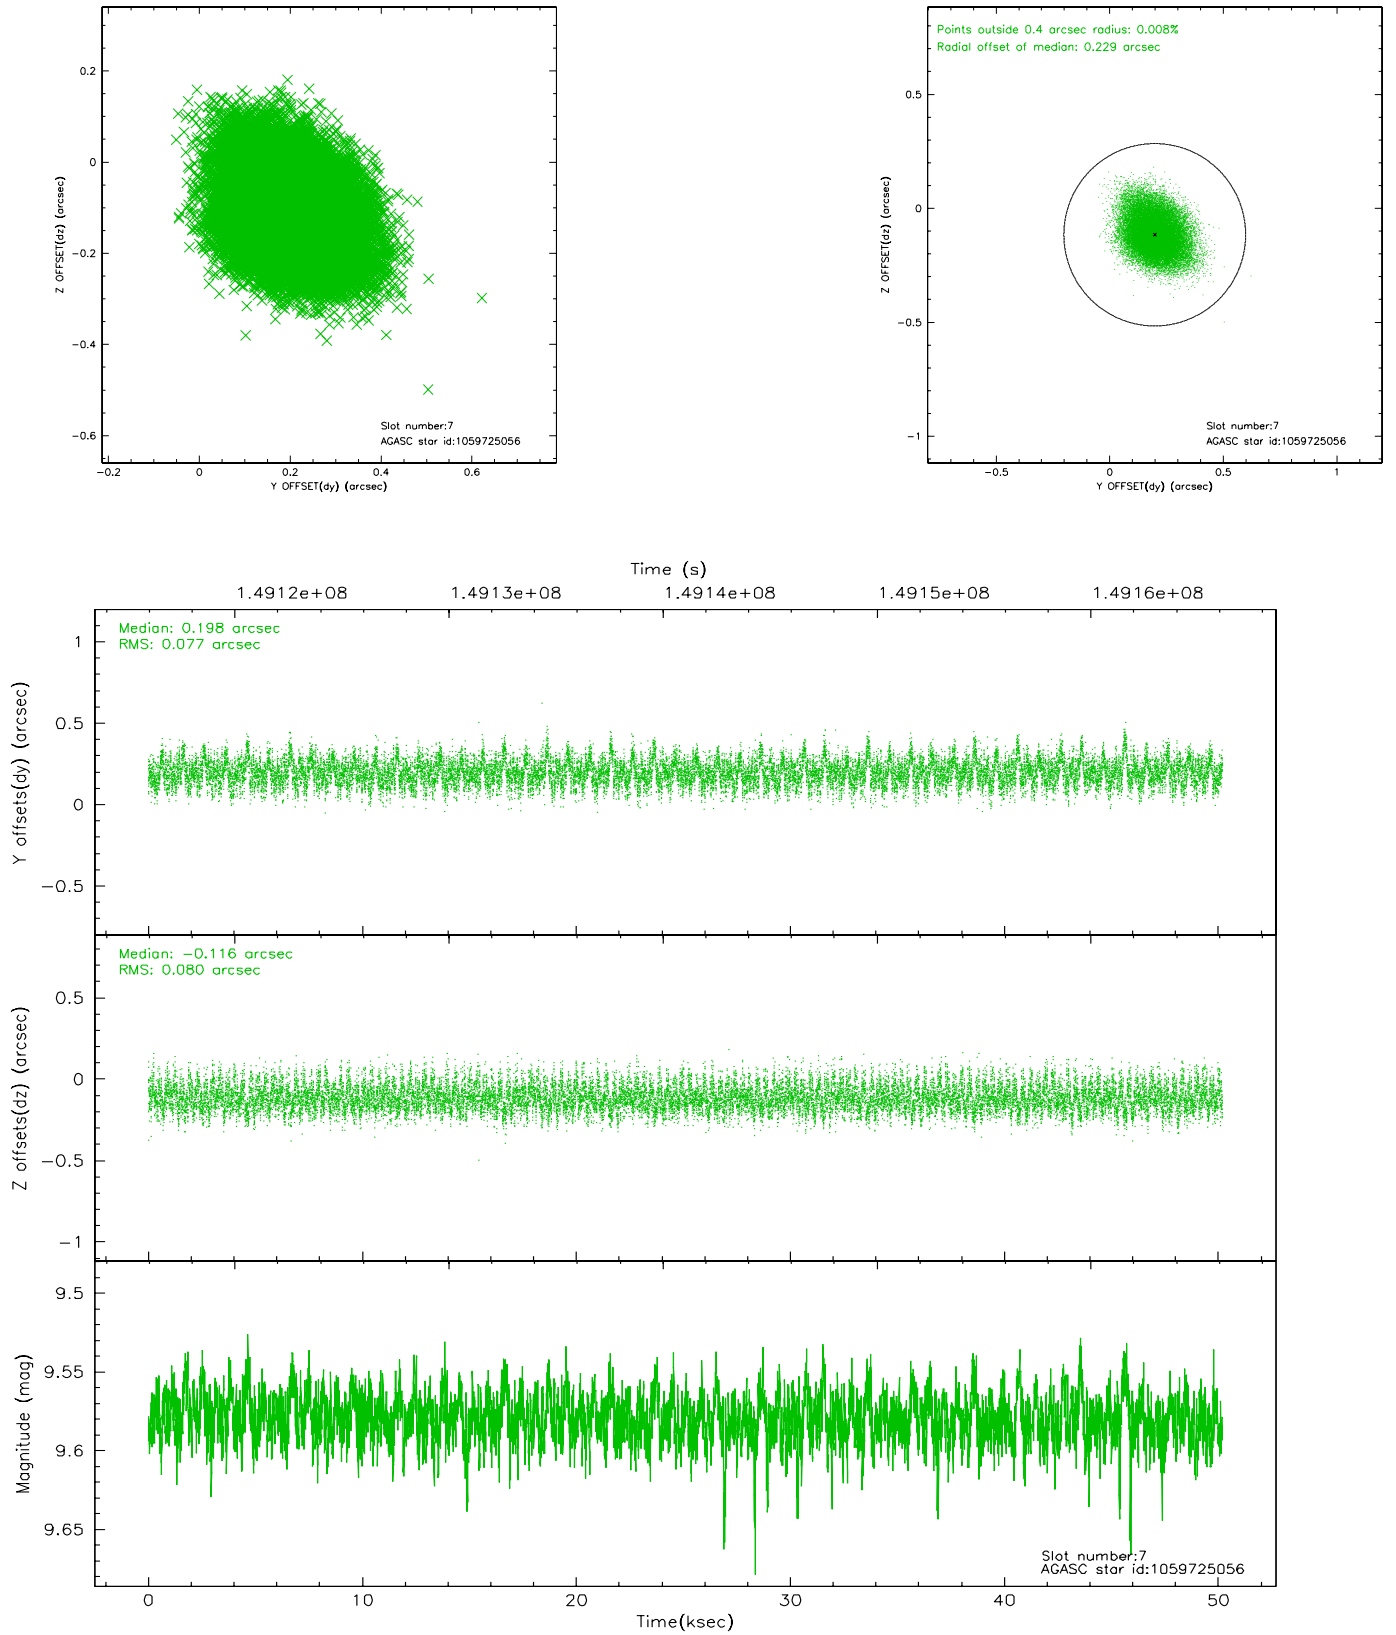 0.2
0
−0.2
−0.4
−0.6
−0.2
0
0.2
0.4
0.6
Z OFFSET(dz) (arcsec)
Y OFFSET(dy) (arcsec)
Slot number:7
AGASC star id:1059725056
Points outside 0.4 arcsec radius: 0.008%
Radial offset of median: 0.229 arcsec
0.5
0
−0.5
−1
−0.5
0
0.5
1
Z OFFSET(dz) (arcsec)
Y OFFSET(dy) (arcsec)
Slot number:7
AGASC star id:1059725056
Time (s)
1.4912e+08
1.4913e+08
1.4914e+08
1.4915e+08
1.4916e+08
Median: 0.198 arcsec
RMS: 0.077 arcsec
1
0.5
0
−0.5
Y offsets(dy) (arcsec)
Median: −0.116 arcsec
RMS: 0.080 arcsec
0.5
0
−0.5
−1
Z offsets(dz) (arcsec)
9.5
9.55
9.6
9.65
Magnitude (mag)
Slot number:7
AGASC star id:1059725056
0
10
20
30
40
50
Time(ksec)